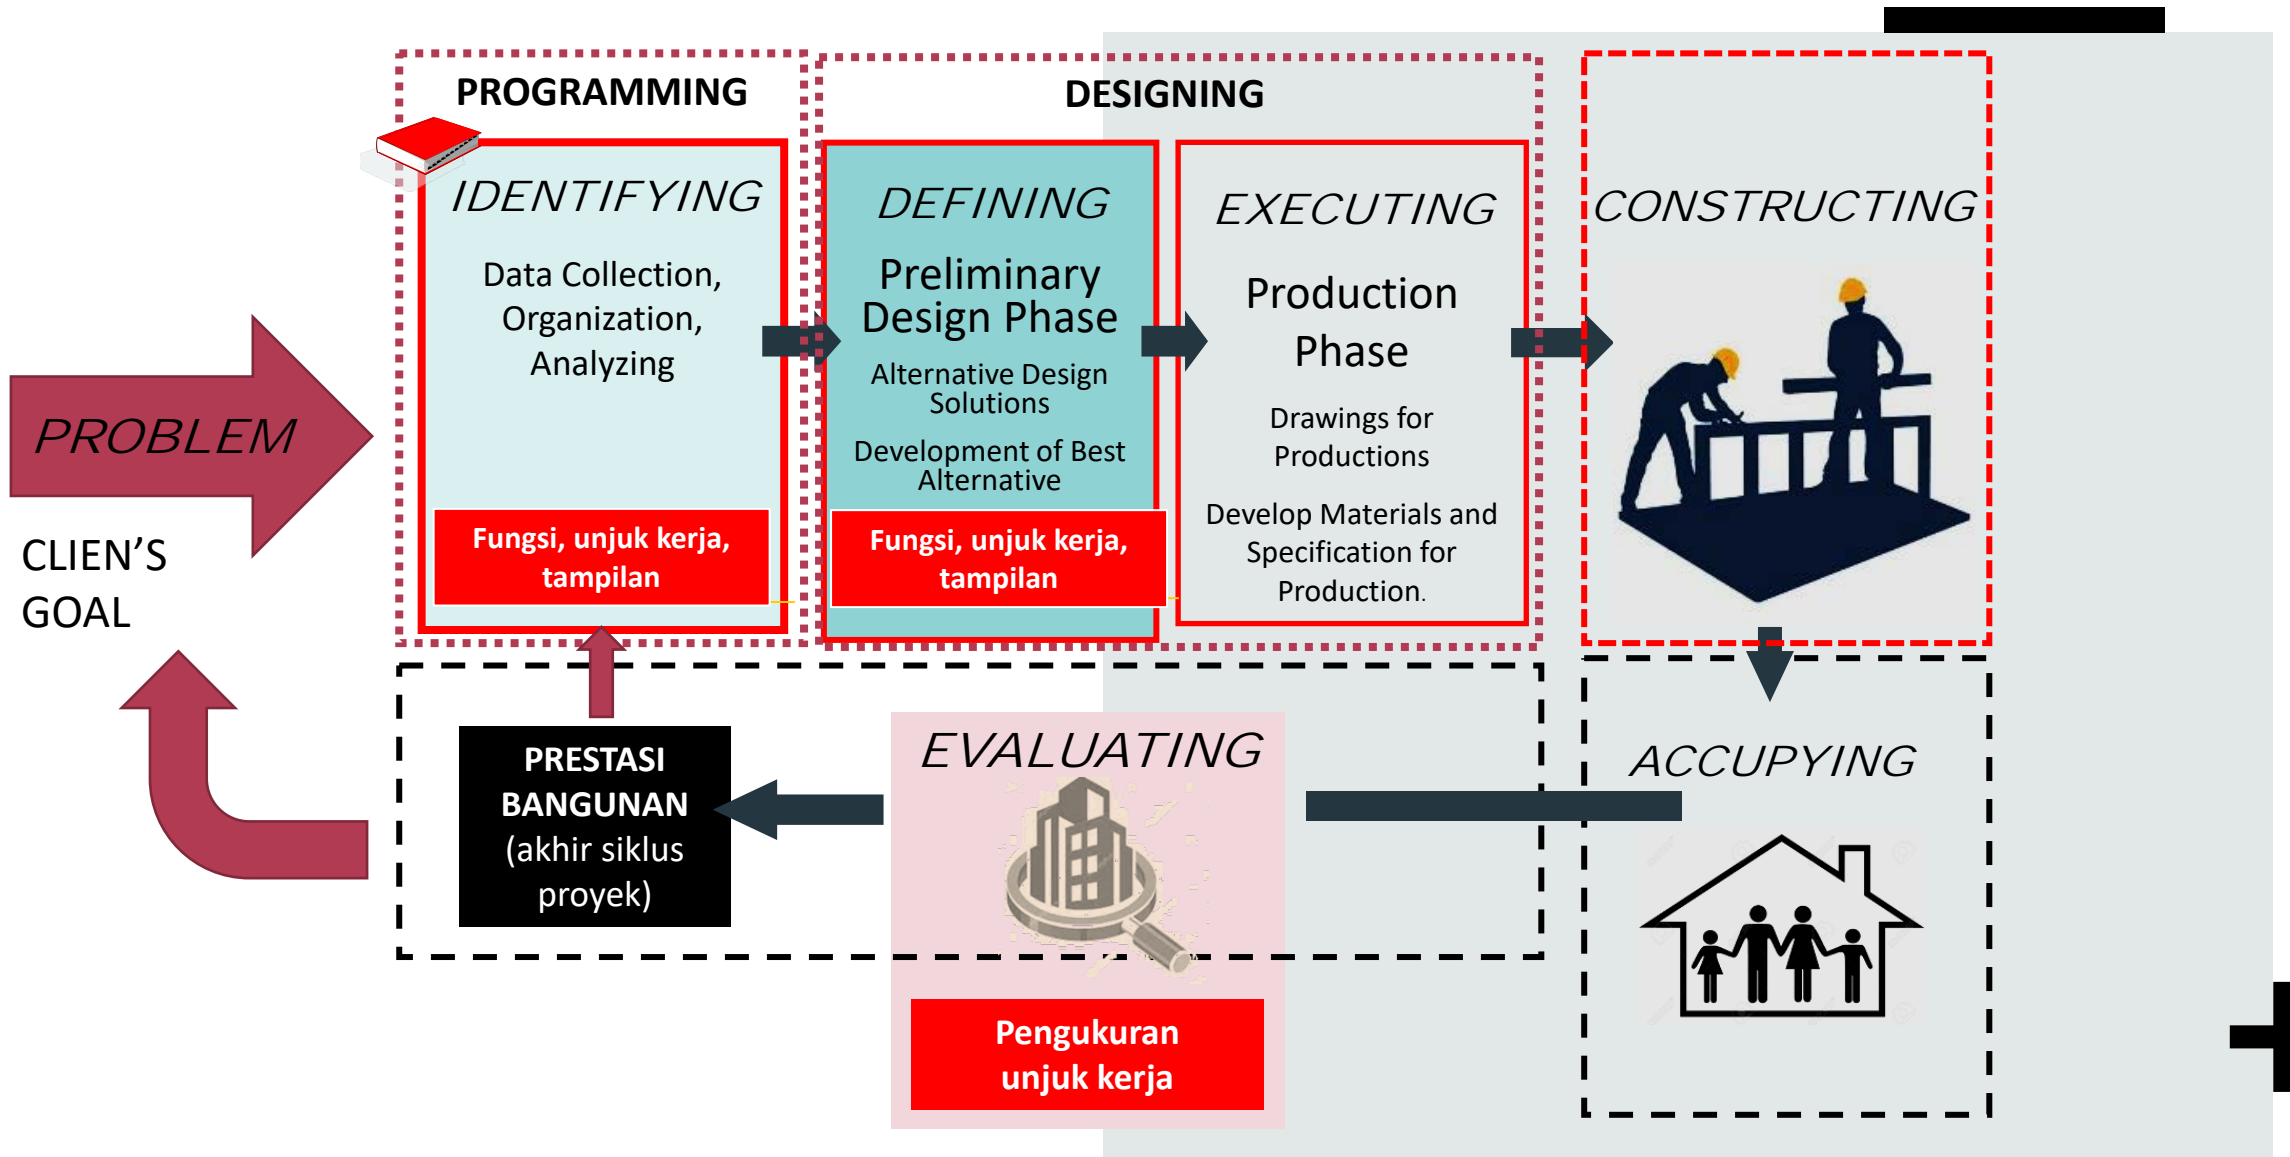 PROGRAMMING
DESIGNING
IDENTIFYING
Data Collection,
Organization,
Analyzing
Fungsi, unjuk kerja,
tampilan
DEFINING
Preliminary
Design Phase
Alternative Design
Solutions
Development of Best
Alternative
Fungsi, unjuk kerja,
tampilan
EXECUTING
Production
Phase
Drawings for
Productions
Develop Materials and
Specification for
Production.
CONSTRUCTING
PROBLEM
CLIEN'S
GOAL
PRESTASI
BANGUNAN
(akhir siklus
proyek)
EVALUATING
Pengukuran
unjuk kerja
ACCUPYING